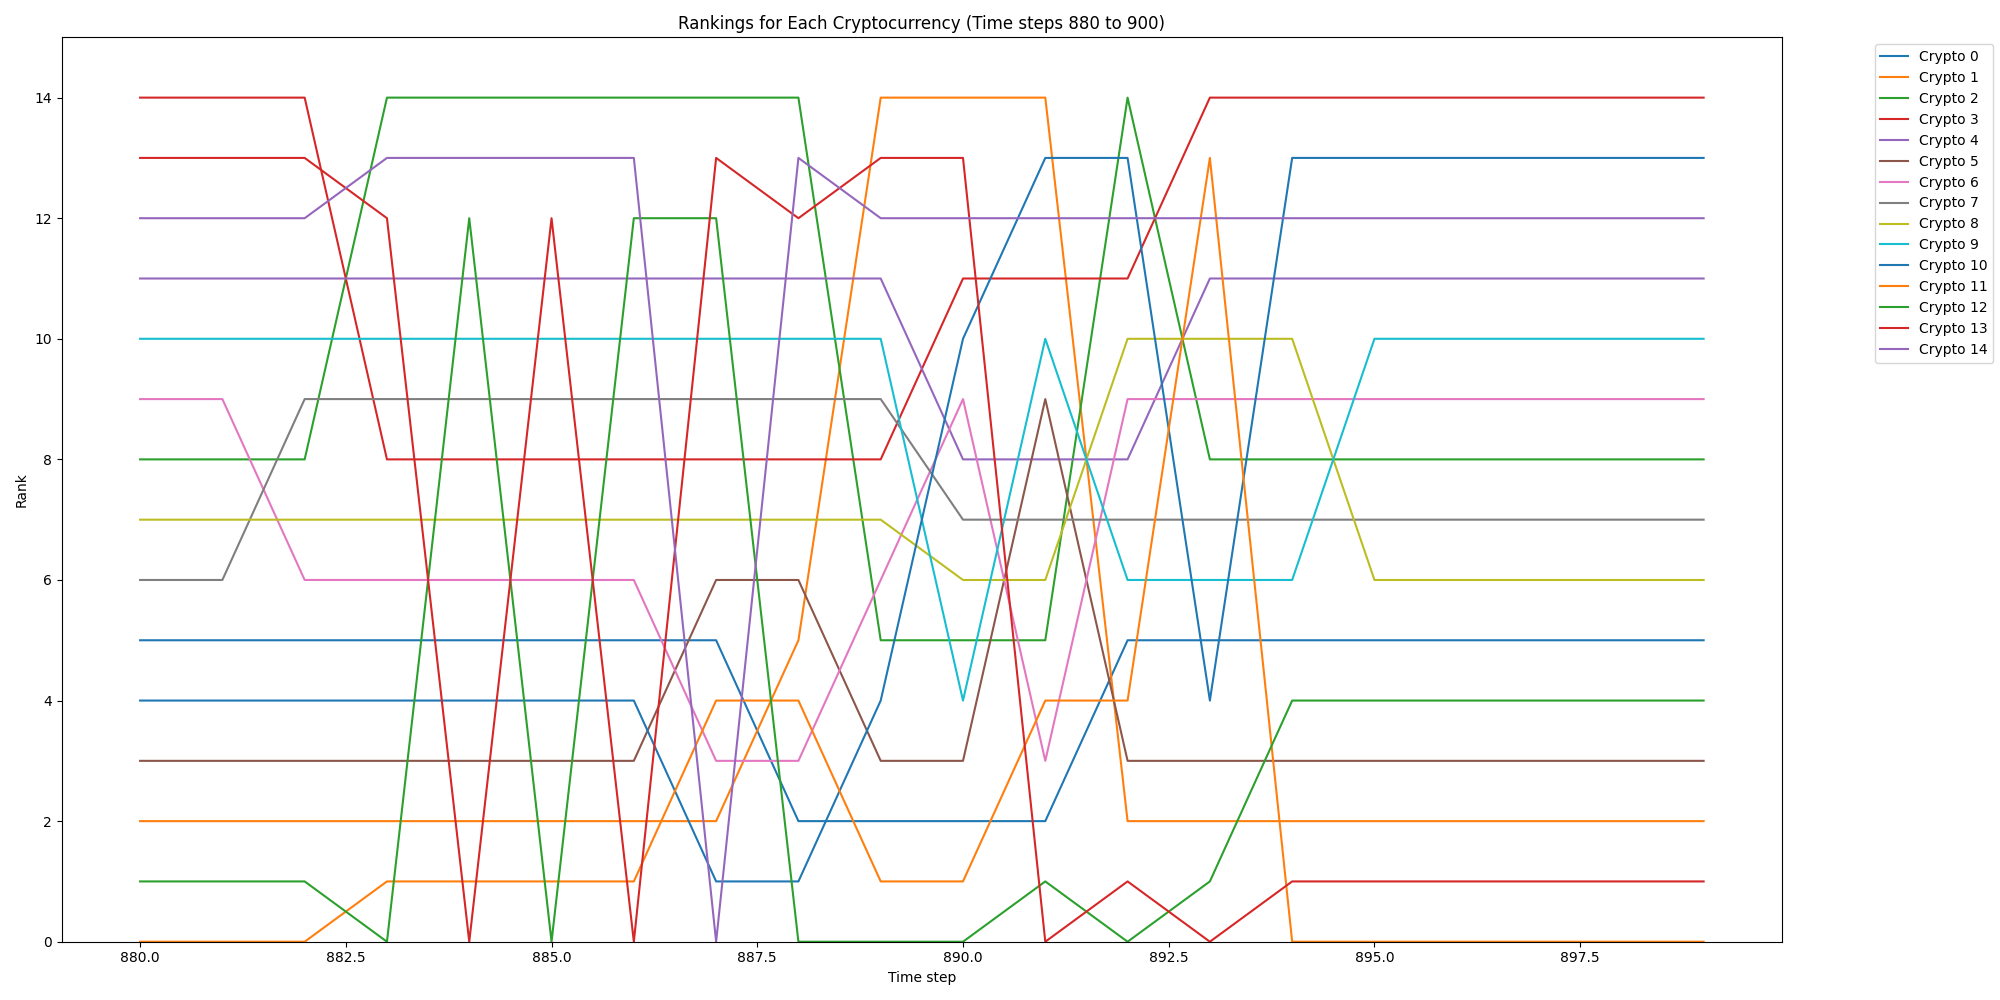 Rankings for Each Cryptocurrency (Time steps 880 to 900)
Rank
14
12
10
8
6
4
2
0
880.0 882.5 885.0 887.5 890.0 892.5 895.0 897.5
Time step
Crypto 0
Crypto 1
Crypto 2
Crypto 3
Crypto 4
Crypto 5
Crypto 6
Crypto 7
Crypto 8
Crypto 9
Crypto 10
Crypto 11
Crypto 12
Crypto 13
Crypto 14